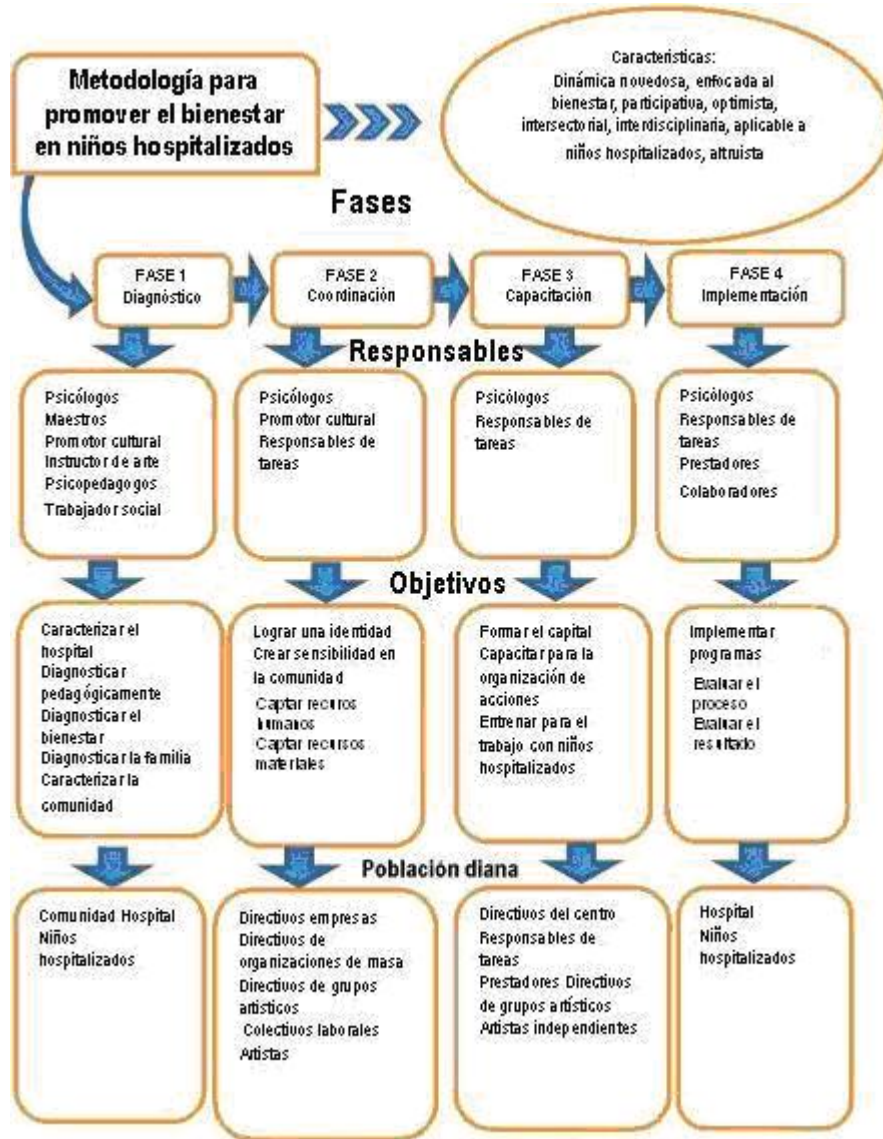 Metodología para
promover el bienestar
en niños hospitalizados
Características:
Dinámica novedosa, enfocada al
bienestar, participativa, optimista,
intersectorial, interdisciplinaria, aplicable a
niños hospitalizados, altruista
Fases
FASE 1
Diagnóstico
FASE 2
Coordinación
FASE 3
Capacitación
FASE 4
Implementación
Responsables
Psicólogos
Maestros
Promotor cultural
Instructor de arte
Psicopedagogos
Trabajador social
Psicólogos
Promotor cultural
Responsables de
tareas
Psicólogos
Responsables de
tareas
Psicólogos
Responsables de
tareas
Prestadores
Colaboradores
Objetivos
Caracterizar el
hospital
Diagnosticar
pedagógicamente
Diagnosticar el
bienestar
Diagnosticar la familia
Caracterizar la
comunidad
Lograr una identidad
Crear sensibilidad en
la comunidad
Captar recuros
humanos
Captar recursos
materiales
Formar el capital
Capacitar para la
organización de
acciones
Entrenar para el
trabajo con niños
hospitalizados
Implementar
programas
Evaluar el
proceso
Evaluar el
resultado
Población diana
Comunidad Hospital
Niños
hospitalizados
Directivos empresas
Directivos de
organizaciones de masa
Directivos de grupos
artísticos
Colectivos laborales
Artistas
Directivos del centro
Responsables de
tareas
Prestadores Directivos
de grupos artísticos
Artistas independientes
Hospital
Niños
hospitalizados